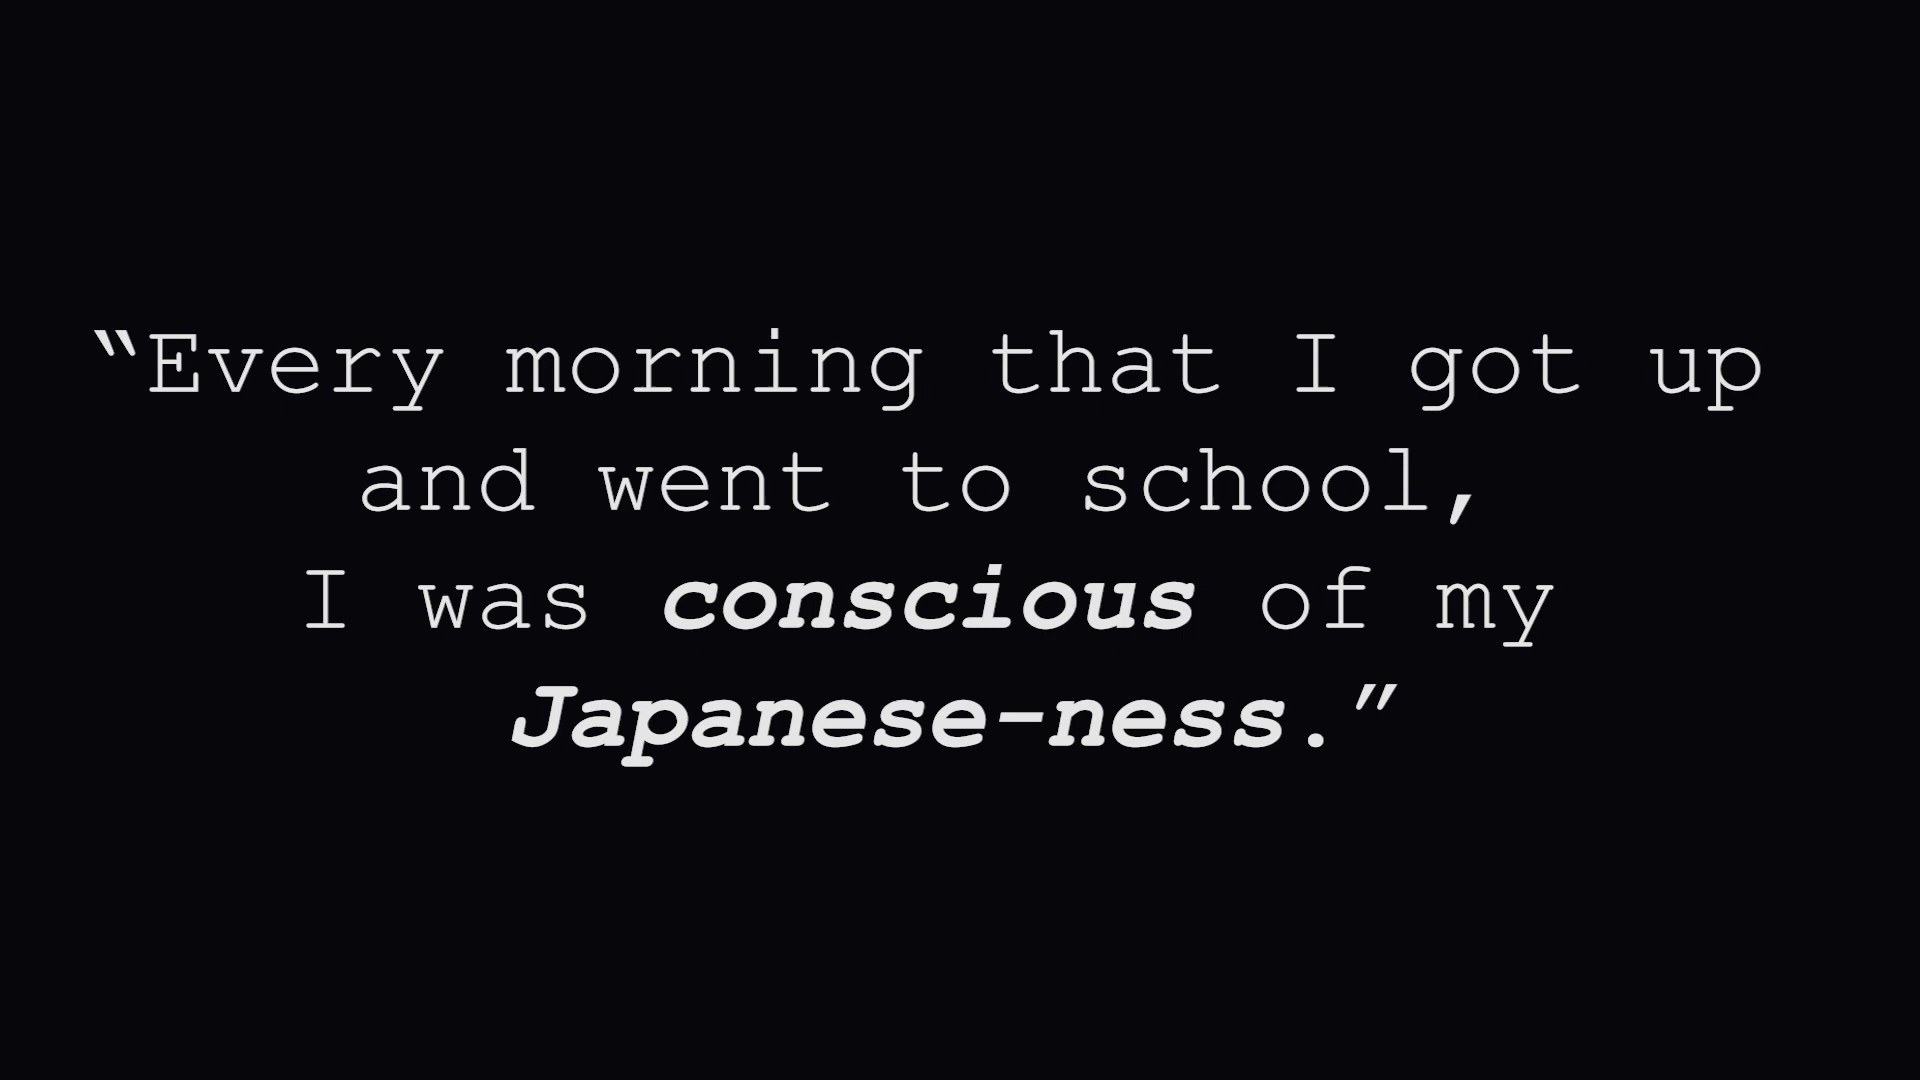 “Every morning that I got up
and went to school,
I was conscious of my
Japanese-ness.”